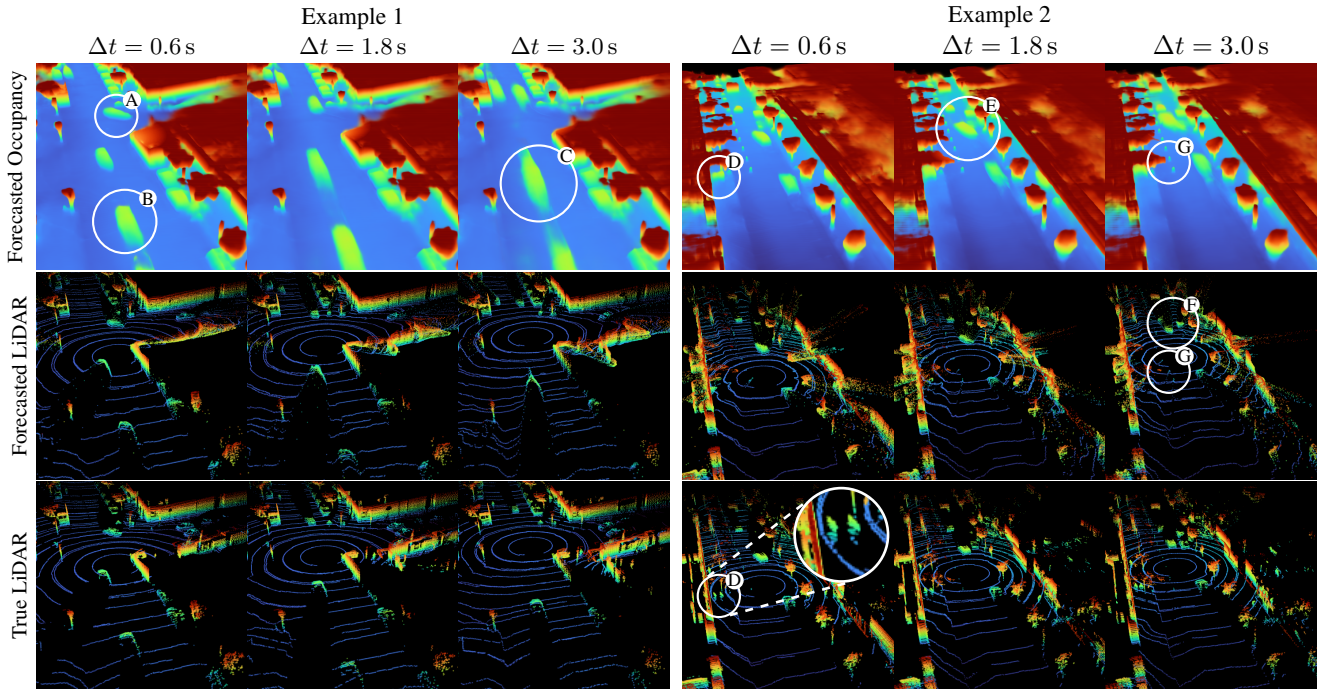 Example 1
Example 2
Δt = 0.6 s
Δt = 1.8 s
Δt = 3.0 s
Δt = 0.6 s
Δt = 1.8 s
Δt = 3.0 s
Forecasted Occupancy
A
B
C
D
E
G
Forecasted LiDAR
F
G
True LiDAR
D